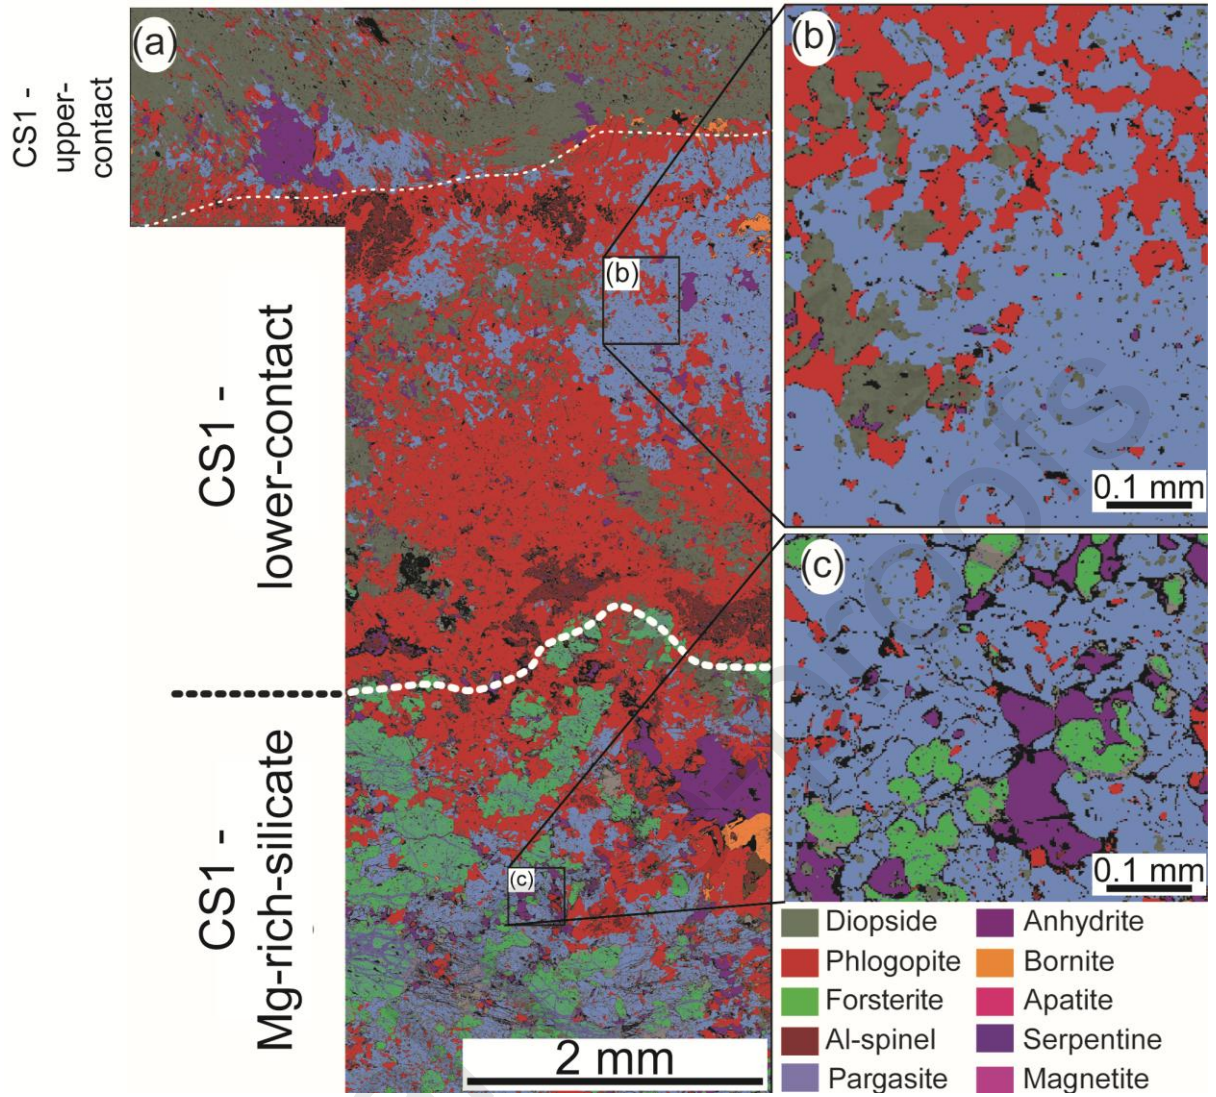 (a)
CS1 -
upper-
contact
(b)
CS1 -
lower-contact
CS1 -
Mg-rich-silicate
(c)
2 mm
(b)
0.1 mm
(c)
0.1 mm
Diopside
Phlogopite
Forsterite
Al-spinel
Pargasite
Anhydrite
Bornite
Apatite
Serpentine
Magnetite